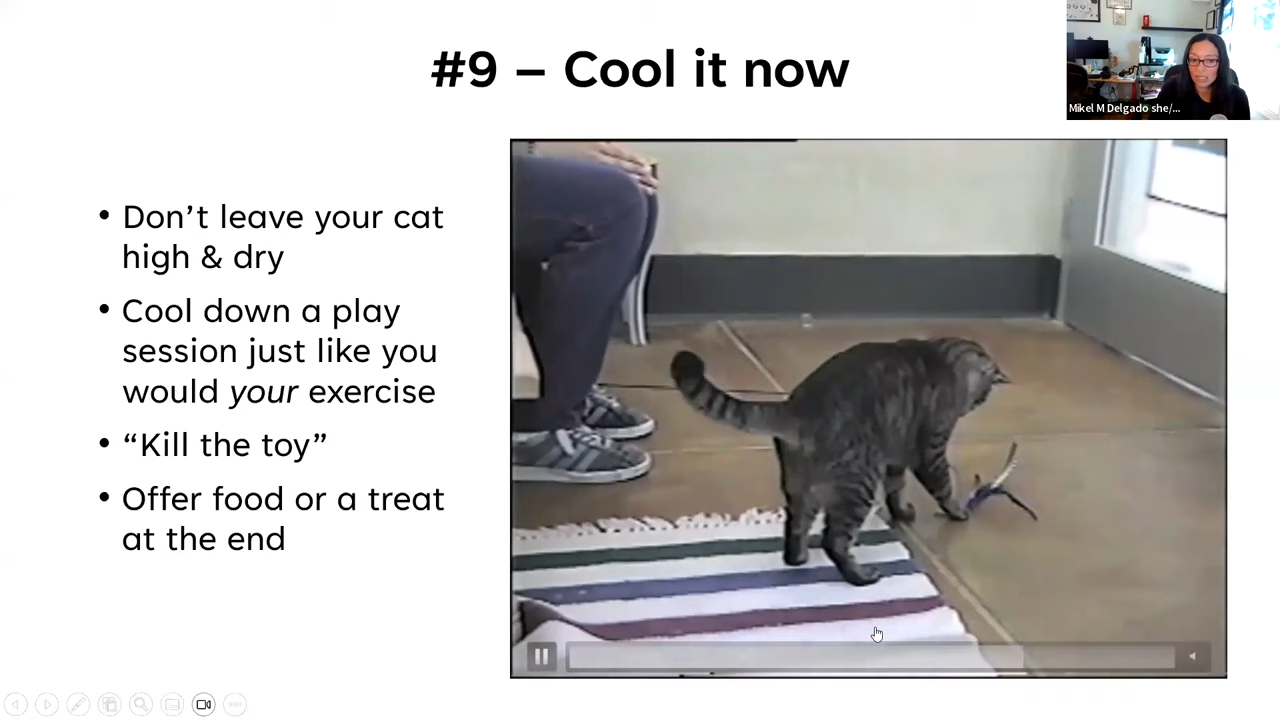 #9 – Cool it now
Mikel M Delgado she/...
• Don’t leave your cat
high & dry
• Cool down a play
session just like you
would your exercise
• “Kill the toy”
• Offer food or a treat
at the end